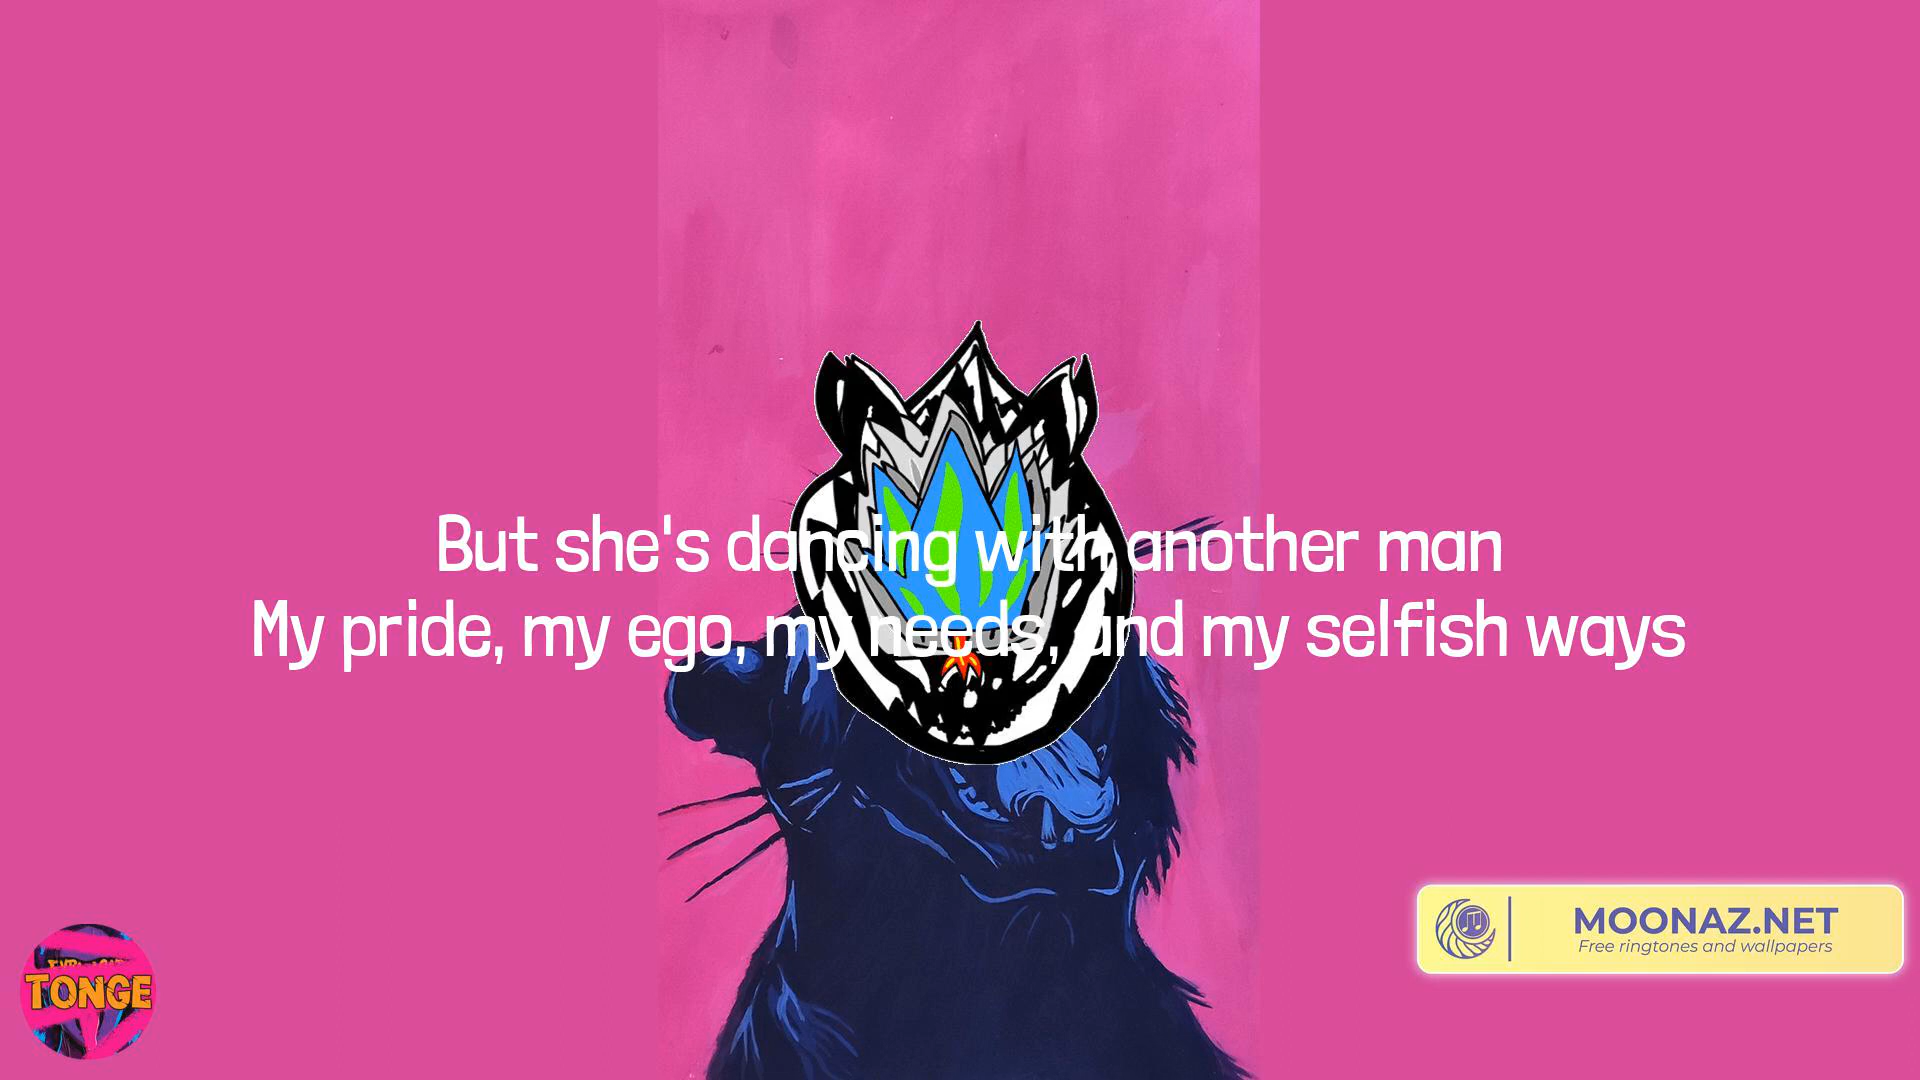 But she's dancing with another man
My pride, my ego, my needs, and my selfish ways
TONGE
MOONAZ.NET
Free ringtones and wallpapers